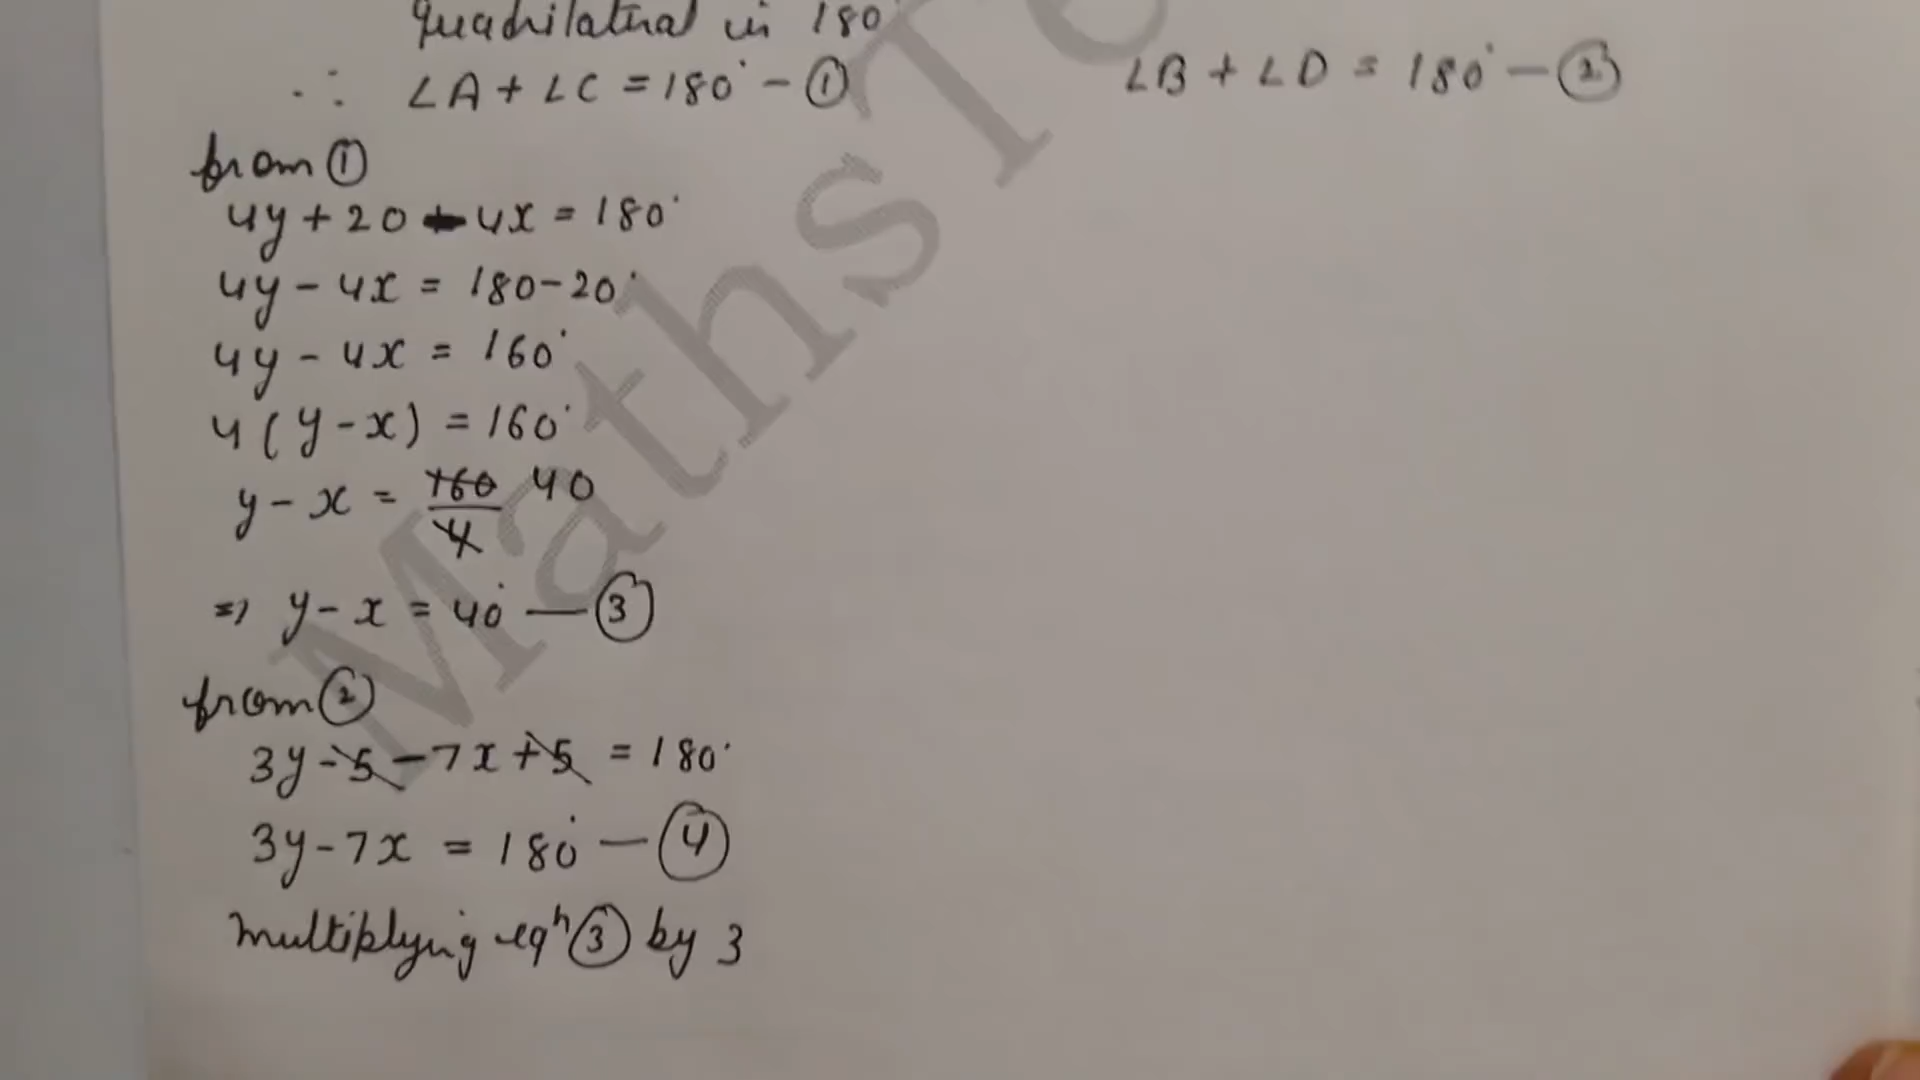 quadrilateral is 180°
∴ ∠A + ∠C = 180° – ① ∠B + ∠D = 180° – ②
from ①
4y + 20 - 4x = 180°
4y - 4x = 180 - 20°
4y - 4x = 160°
4 ( y - x ) = 160°
y - x = 160/4 40
⇒ y - x = 40° — ③
from ②
3y - 5 - 7x + 5 = 180°
3y - 7x = 180° — ④
Multiplying eqⁿ ③ by 3
Maths Te